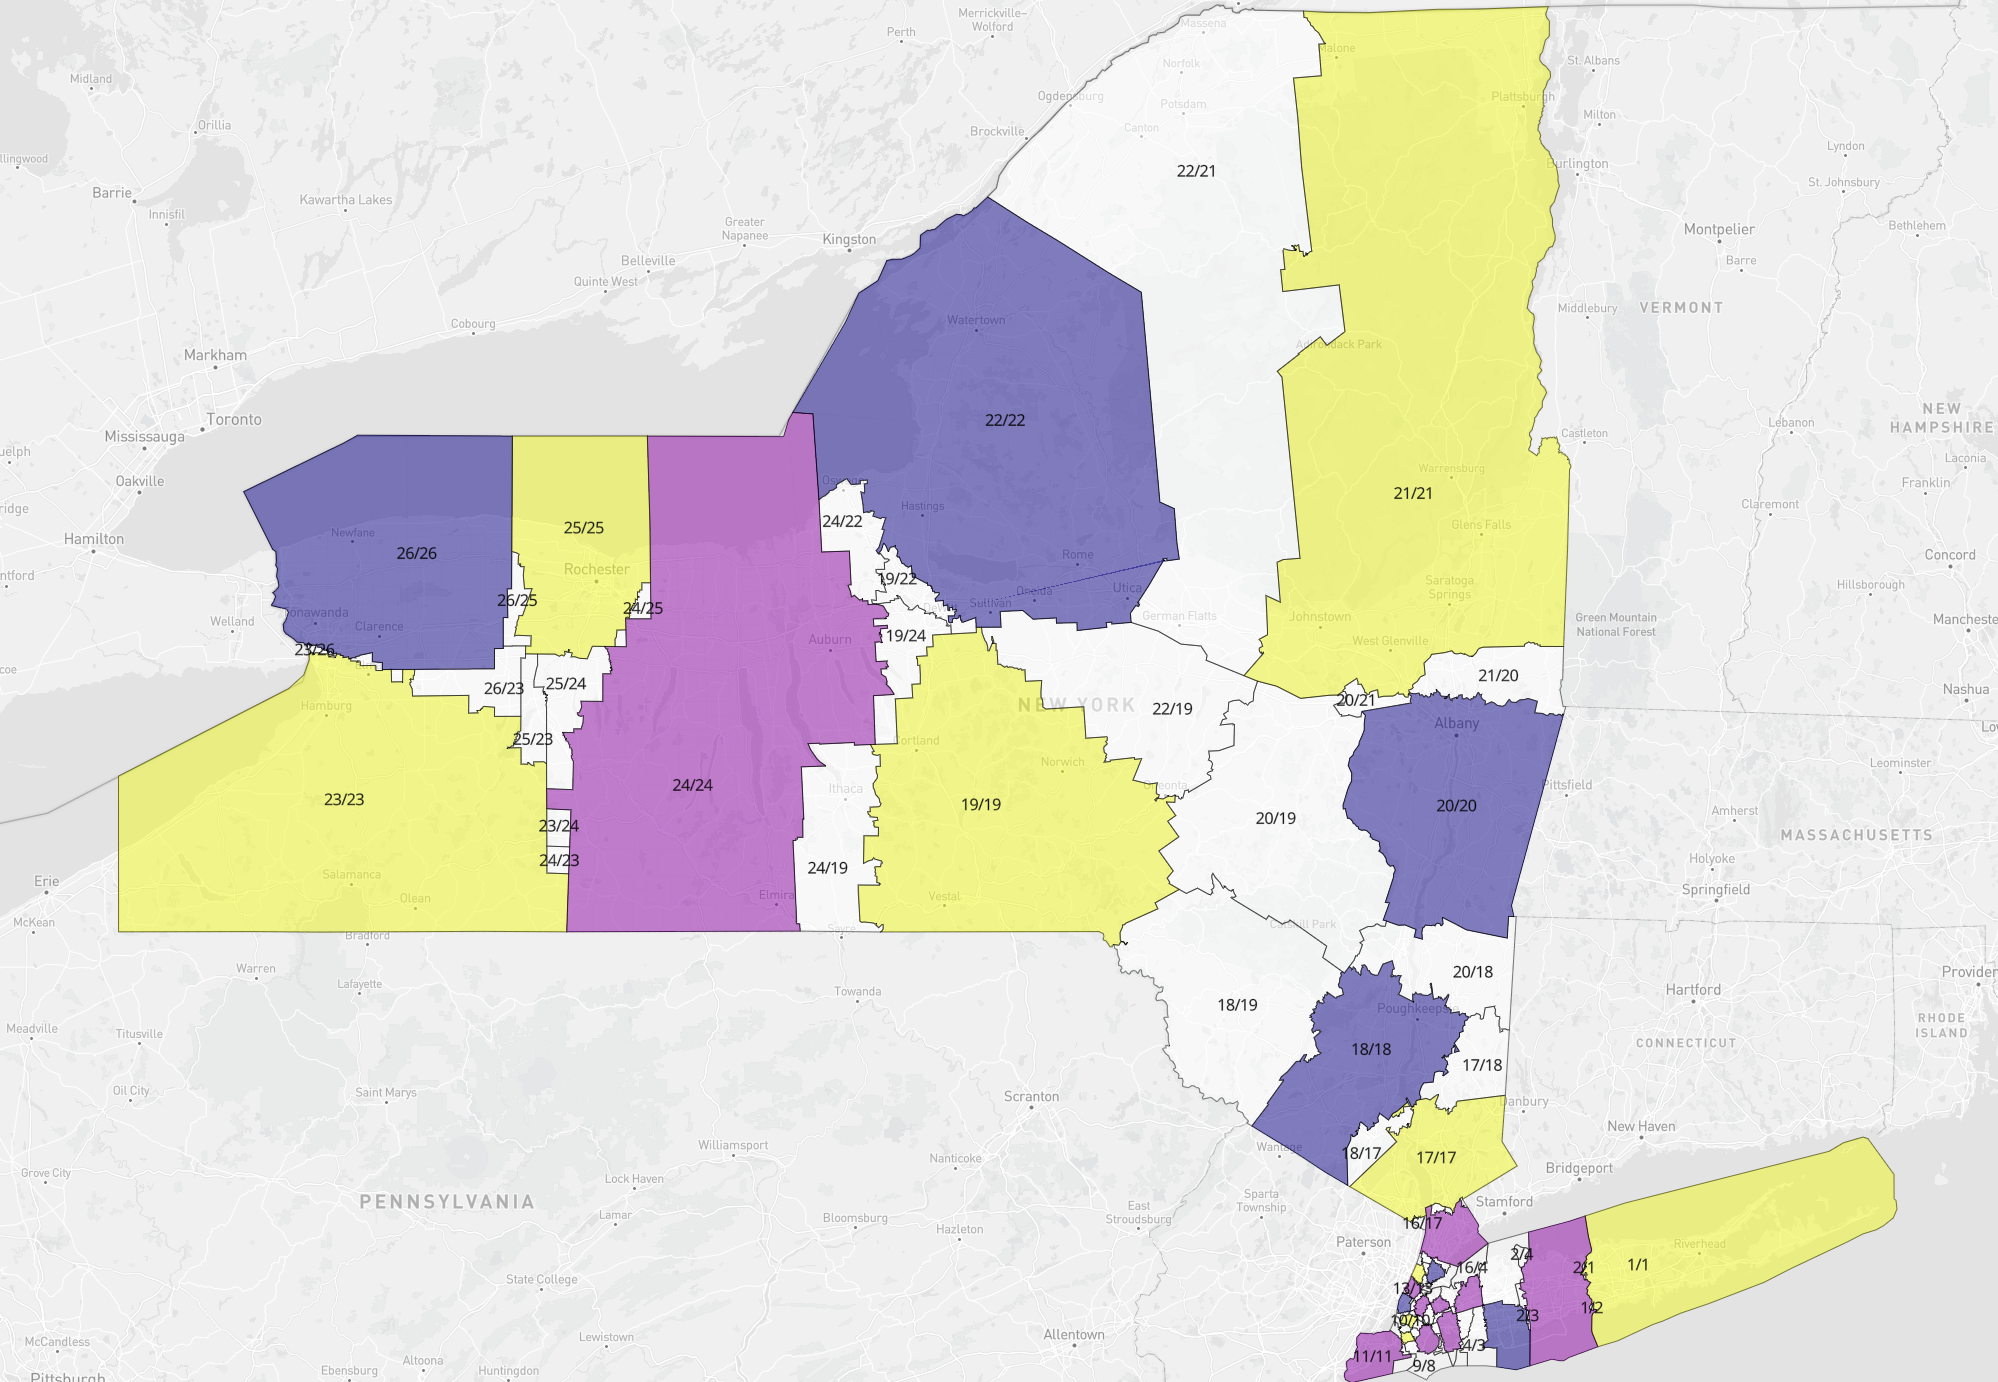 Merrickville–
Wolford
Massena
Perth
Malone
Midland
Norfolk
St. Albans
Ogdensburg
Plattsburgh
Potsdam
Milton
Orillia
Brockville
Canton
Lyndon
llingwood
Burlington
22/21
St. Johnsbury
Barrie
Kawartha Lakes
Innisfil
Greater
Napanee
Kingston
Montpelier
Bethlehem
Belleville
Barre
Quinte West
Middlebury
VERMONT
Cobourg
Watertown
Adirondack Park
Markham
NEW
HAMPSHIRE
Toronto
22/22
Lebanon
Mississauga
Castleton
uelph
Laconia
Warrensburg
Oakville
Franklin
21/21
Claremont
ridge
Hastings
24/22
Glens Falls
Newfane
25/25
Hamilton
26/26
Rome
Concord
Rochester
19/22
ntford
Saratoga
Springs
Hillsborough
Oneida
Utica
26/25
24/25
Sullivan
onawanda
German Flatts
Johnstown
Green Mountain
National Forest
Welland
Clarence
Manchester
19/24
Auburn
West Glenville
23/26
coe
26/23
25/24
21/20
Nashua
20/21
Hamburg
NEW YORK
22/19
Albany
25/23
Cortland
Norwich
Leominster
24/24
Oneonta
Pittsfield
Ithaca
23/23
19/19
20/20
Amherst
20/19
23/24
MASSACHUSETTS
24/23
Holyoke
24/19
Erie
Salamanca
Springfield
Olean
Elmira
Vestal
McKean
Sayre
Catskill Park
Bradford
Warren
20/18
Providen
Lafayette
Towanda
Hartford
18/19
Poughkeeps
RHODE
ISLAND
Meadville
Titusville
CONNECTICUT
18/18
17/18
Oil City
Saint Marys
Scranton
Danbury
New Haven
Williamsport
Wantage
18/17
17/17
Grove City
Nanticoke
Bridgeport
Lock Haven
PENNSYLVANIA
Sparta
Township
Stamford
East
Stroudsburg
Lamar
Bloomsburg
16/17
Hazleton
Paterson
Riverhead
2/4
1/1
16/4
2/1
State College
13/13
1/2
2/3
10/10
Lewistown
Allentown
McCandless
4/3
11/11
Altoona
9/8
Ebensburg
Huntingdon
Pittsburgh